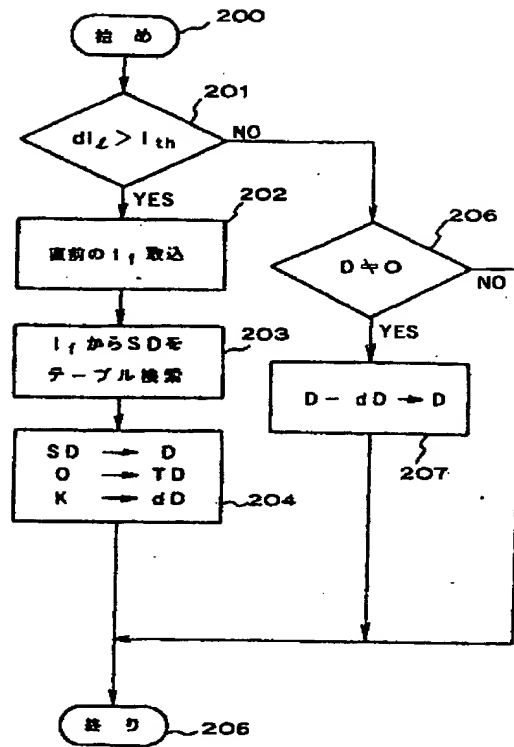 始め
200
201
dIℓ > Ith
NO
YES
202
直前のIf取込
206
D≒O
NO
203
IfからSDを
テーブル検索
YES
D − dD → D
207
SD → D
O → TD
K → dD
204
終り
206